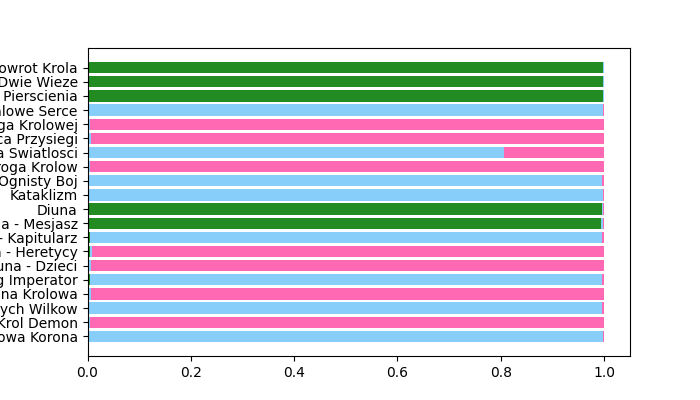 owrot Krola
Dwie Wieze
Pierscienia
lowe Serce
ga Krolowej
ca Przysiegi
a Swiatlosci
roga Krolow
Ognisty Boj
Kataklizm
Diuna
a - Mesjasz
- Kapitularz
- Heretycy
una - Dzieci
g Imperator
na Krolowa
ych Wilkow
Krol Demon
owa Korona
0.0 0.2 0.4 0.6 0.8 1.0